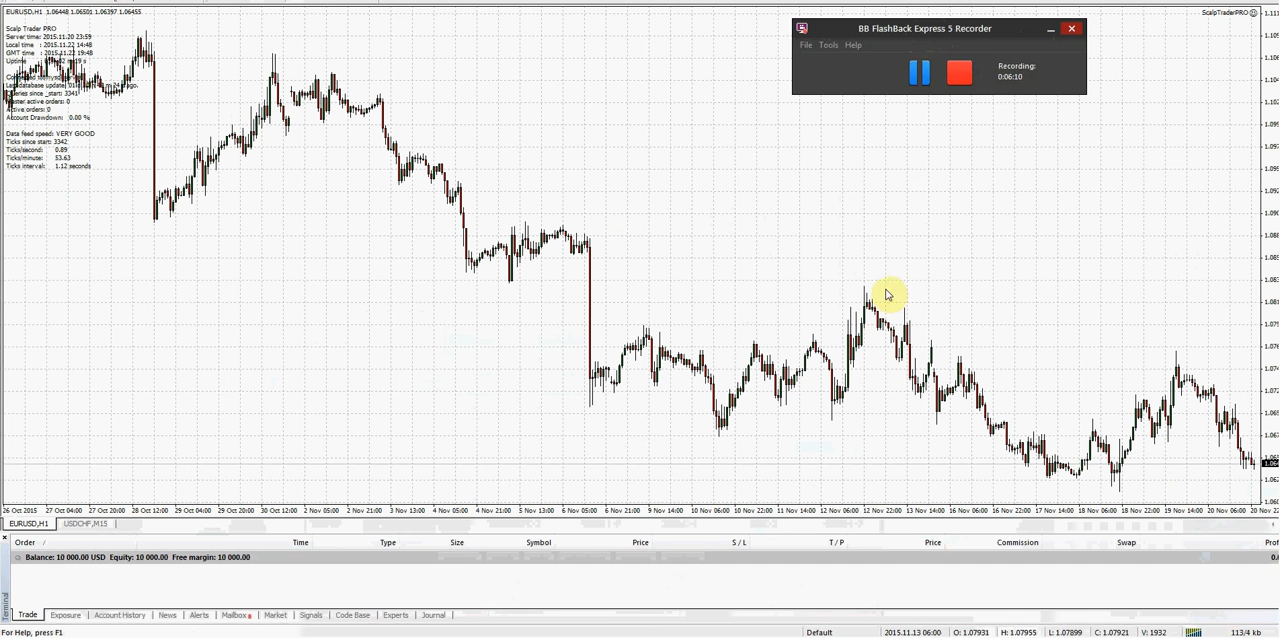 EURUSD,H1 1.06448 1.06501 1.06397 1.06455
ScalpTraderPRO
BB FlashBack Express 5 Recorder
File Tools Help
Recording:
0:06:10
Scalp Trader PRO
Server time: 2015.11.20 23:59
Local time : 2015.11.22 14:48
GMT time : 2015.11.22 19:48
Uptime
Active orders: 0
Account Drawdown: 0.00 %
Data feed speed: VERY GOOD
Ticks since start: 3342
Ticks/second: 0.89
Ticks/minute: 53.63
Ticks interval: 1.12 seconds
26 Oct 2015 27 Oct 04:00 27 Oct 20:00 28 Oct 12:00 29 Oct 04:00 29 Oct 20:00 30 Oct 12:00 2 Nov 05:00 2 Nov 21:00 3 Nov 13:00 4 Nov 05:00 4 Nov 21:00 5 Nov 13:00 6 Nov 05:00 6 Nov 21:00 9 Nov 14:00 10 Nov 06:00 10 Nov 22:00 11 Nov 14:00 12 Nov 06:00 12 Nov 22:00 13 Nov 14:00 16 Nov 06:00 16 Nov 22:00 17 Nov 14:00 18 Nov 06:00 18 Nov 22:00 19 Nov 14:00 20 Nov 06:00
EURUSD,H1 USDCHF,M15
Order / Time Type Size Symbol Price S / L T / P Price Commission Swap
Balance: 10 000.00 USD Equity: 10 000.00 Free margin: 10 000.00
Terminal
Trade Exposure Account History News Alerts Mailbox Market Signals Code Base Experts Journal
For Help, press F1 Default 2015.11.13 06:00 O: 1.07931 H: 1.07955 L: 1.07899 C: 1.07921 V: 1932 113/4 kb